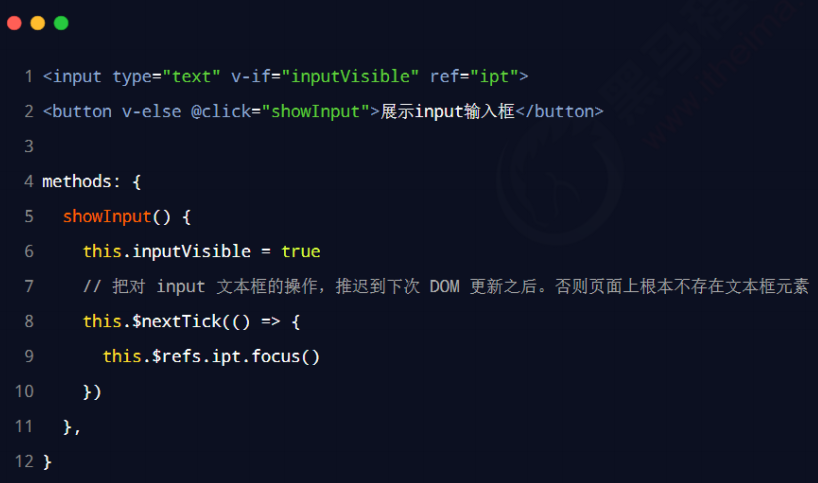 1 <input type="text" v-if="inputVisible" ref="ipt">
2 <button v-else @click="showInput">展示input输入框</button>
3
4 methods: {
5   showInput() {
6     this.inputVisible = true
7     // 把对 input 文本框的操作，推迟到下次 DOM 更新之后。否则页面上根本不存在文本框元素
8     this.$nextTick(() => {
9       this.$refs.ipt.focus()
10     })
11   },
12 }